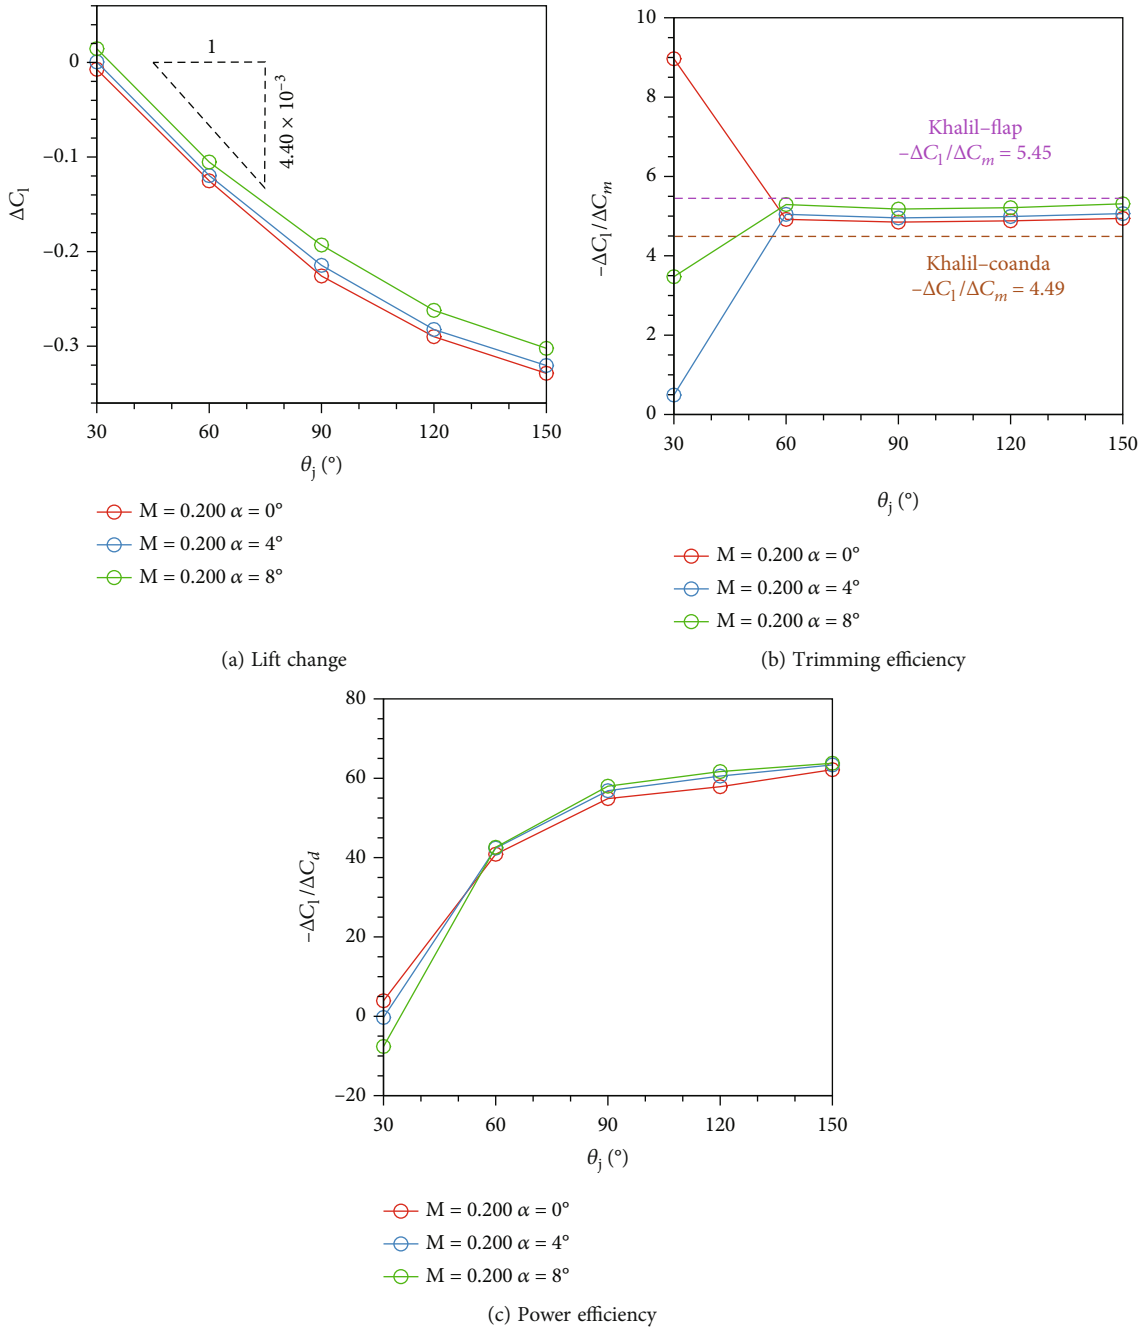 0
−0.1
−0.2
−0.3
ΔC_l
1
4.40 × 10⁻³
30 60 90 120 150
θ_j (°)
M = 0.200 α = 0°
M = 0.200 α = 4°
M = 0.200 α = 8°
(a) Lift change
10
8
6
4
2
0
−ΔC_l/ΔC_m
Khalil–flap
−ΔC_l/ΔC_m = 5.45
Khalil–coanda
−ΔC_l/ΔC_m = 4.49
30 60 90 120 150
θ_j (°)
M = 0.200 α = 0°
M = 0.200 α = 4°
M = 0.200 α = 8°
(b) Trimming efficiency
80
60
40
20
0
−20
−ΔC_l/ΔC_d
30 60 90 120 150
θ_j (°)
M = 0.200 α = 0°
M = 0.200 α = 4°
M = 0.200 α = 8°
(c) Power efficiency